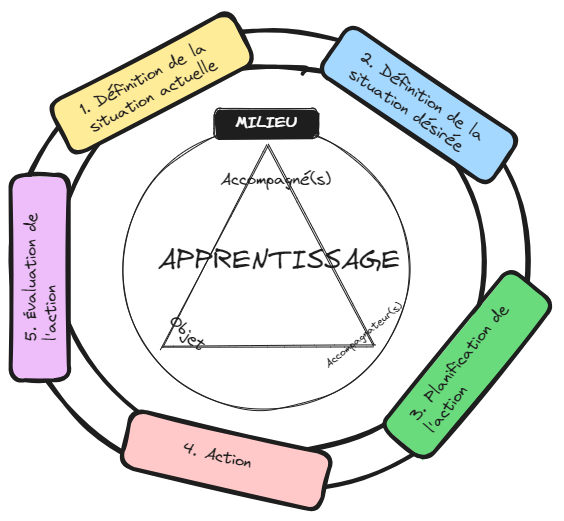 1. Définition de la
situation actuelle
2. Définition de la
situation désirée
MILIEU
Accompagné(s)
APPRENTISSAGE
Objet
Accompagnateur(s)
3. Planification de
l'action
4. Action
5. Évaluation de
l'action